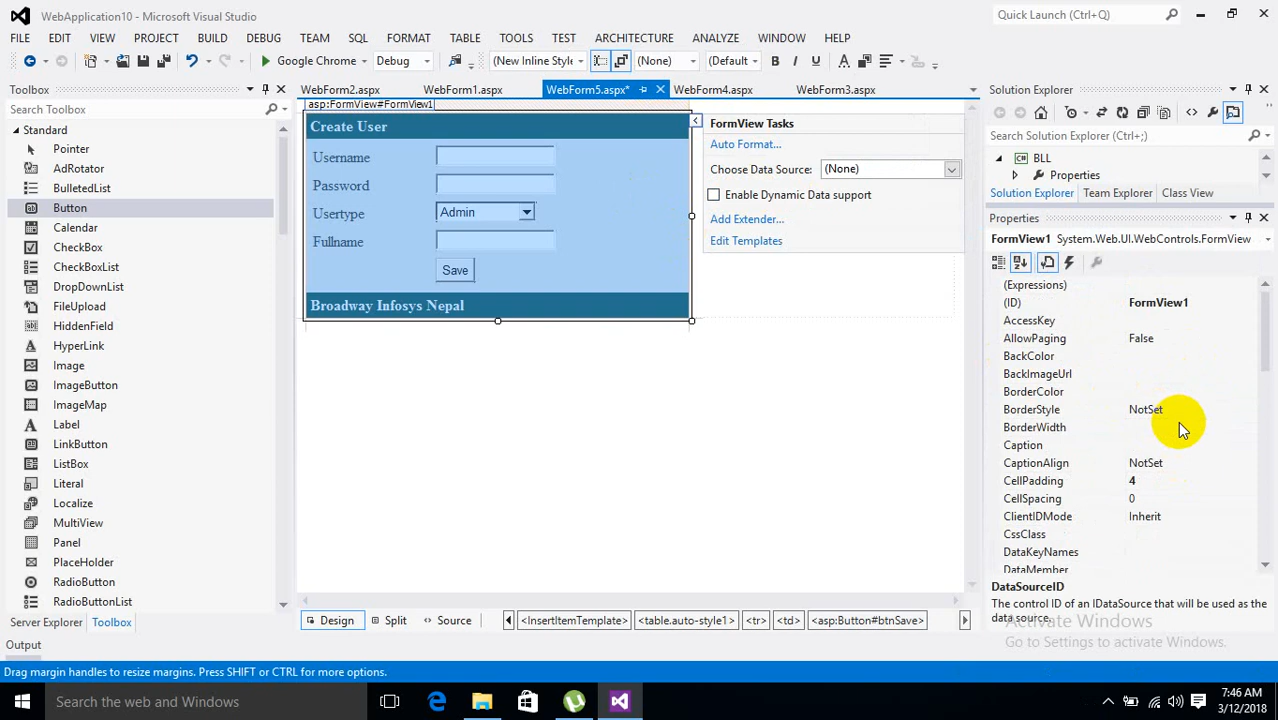 WebApplication10 - Microsoft Visual Studio
Quick Launch (Ctrl+Q)
FILE EDIT VIEW PROJECT BUILD DEBUG TEAM SQL FORMAT TABLE TOOLS TEST ARCHITECTURE ANALYZE WINDOW HELP
Google Chrome Debug (New Inline Style (None) (Default B I U A
Toolbox
WebForm2.aspx WebForm1.aspx WebForm5.aspx* WebForm4.aspx WebForm3.aspx
Solution Explorer
Search Toolbox
Standard
Pointer
AdRotator
BulletedList
Button
Calendar
CheckBox
CheckBoxList
DropDownList
FileUpload
HiddenField
HyperLink
Image
ImageButton
ImageMap
Label
LinkButton
ListBox
Literal
Localize
MultiView
Panel
PlaceHolder
RadioButton
RadioButtonList
Server Explorer Toolbox
Output
asp:FormView#FormView1
Create User
Username
Password
Usertype Admin
Fullname
Save
Broadway Infosys Nepal
FormView Tasks
Auto Format...
Choose Data Source: (None)
Enable Dynamic Data support
Add Extender...
Edit Templates
Design Split Source <InsertItemTemplate> <table.auto-style1> <tr> <td> <asp:Button#btnSave>
Search Solution Explorer (Ctrl+;)
BLL
Properties
Solution Explorer Team Explorer Class View
Properties
FormView1 System.Web.UI.WebControls.FormView
(Expressions)
(ID) FormView1
AccessKey
AllowPaging False
BackColor
BackImageUrl
BorderColor
BorderStyle NotSet
BorderWidth
Caption
CaptionAlign NotSet
CellPadding 4
CellSpacing 0
ClientIDMode Inherit
CssClass
DataKeyNames
DataMember
DataSourceID
The control ID of an IDataSource that will be used as the data source.
Activate Windows
Go to Settings to activate Windows.
Drag margin handles to resize margins. Press SHIFT or CTRL for more options.
Search the web and Windows
7:46 AM
3/12/2018